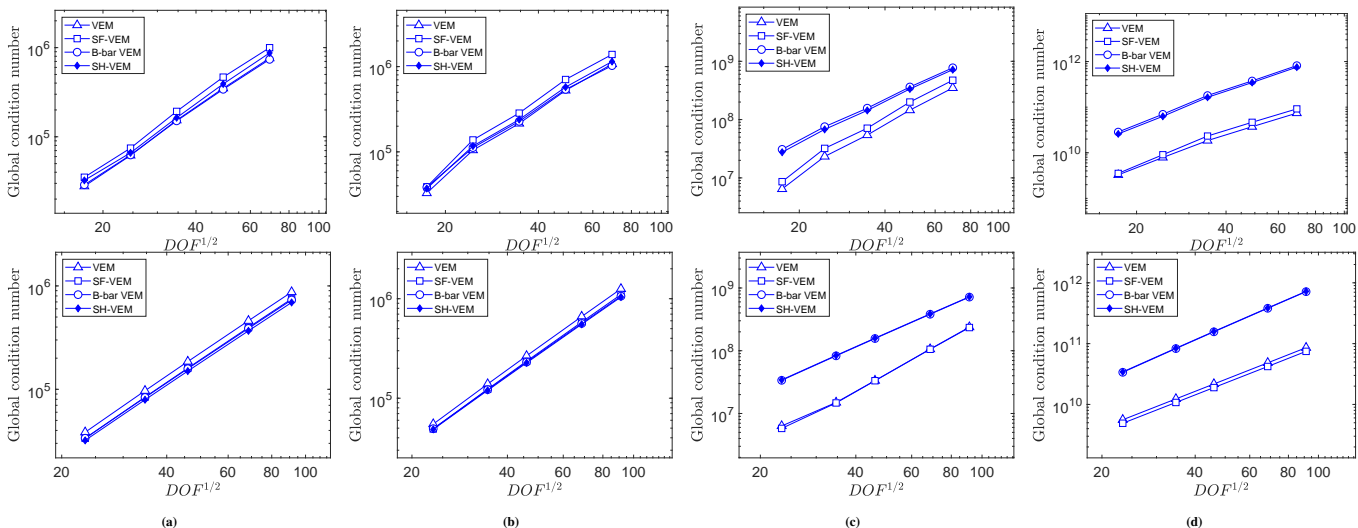 VEM
SF-VEM
B-bar VEM
SH-VEM
Global condition number
10^6
10^5
20 40 60 80 100
DOF^{1/2}
VEM
SF-VEM
B-bar VEM
SH-VEM
Global condition number
10^6
10^5
20 40 60 80 100
DOF^{1/2}
VEM
SF-VEM
B-bar VEM
SH-VEM
Global condition number
10^9
10^8
10^7
20 40 60 80 100
DOF^{1/2}
VEM
SF-VEM
B-bar VEM
SH-VEM
Global condition number
10^12
10^10
20 40 60 80 100
DOF^{1/2}
VEM
SF-VEM
B-bar VEM
SH-VEM
Global condition number
10^6
10^5
20 40 60 80 100
DOF^{1/2}
VEM
SF-VEM
B-bar VEM
SH-VEM
Global condition number
10^6
10^5
20 40 60 80 100
DOF^{1/2}
VEM
SF-VEM
B-bar VEM
SH-VEM
Global condition number
10^9
10^8
10^7
20 40 60 80 100
DOF^{1/2}
VEM
SF-VEM
B-bar VEM
SH-VEM
Global condition number
10^12
10^11
10^10
20 40 60 80 100
DOF^{1/2}
(a) (b) (c) (d)